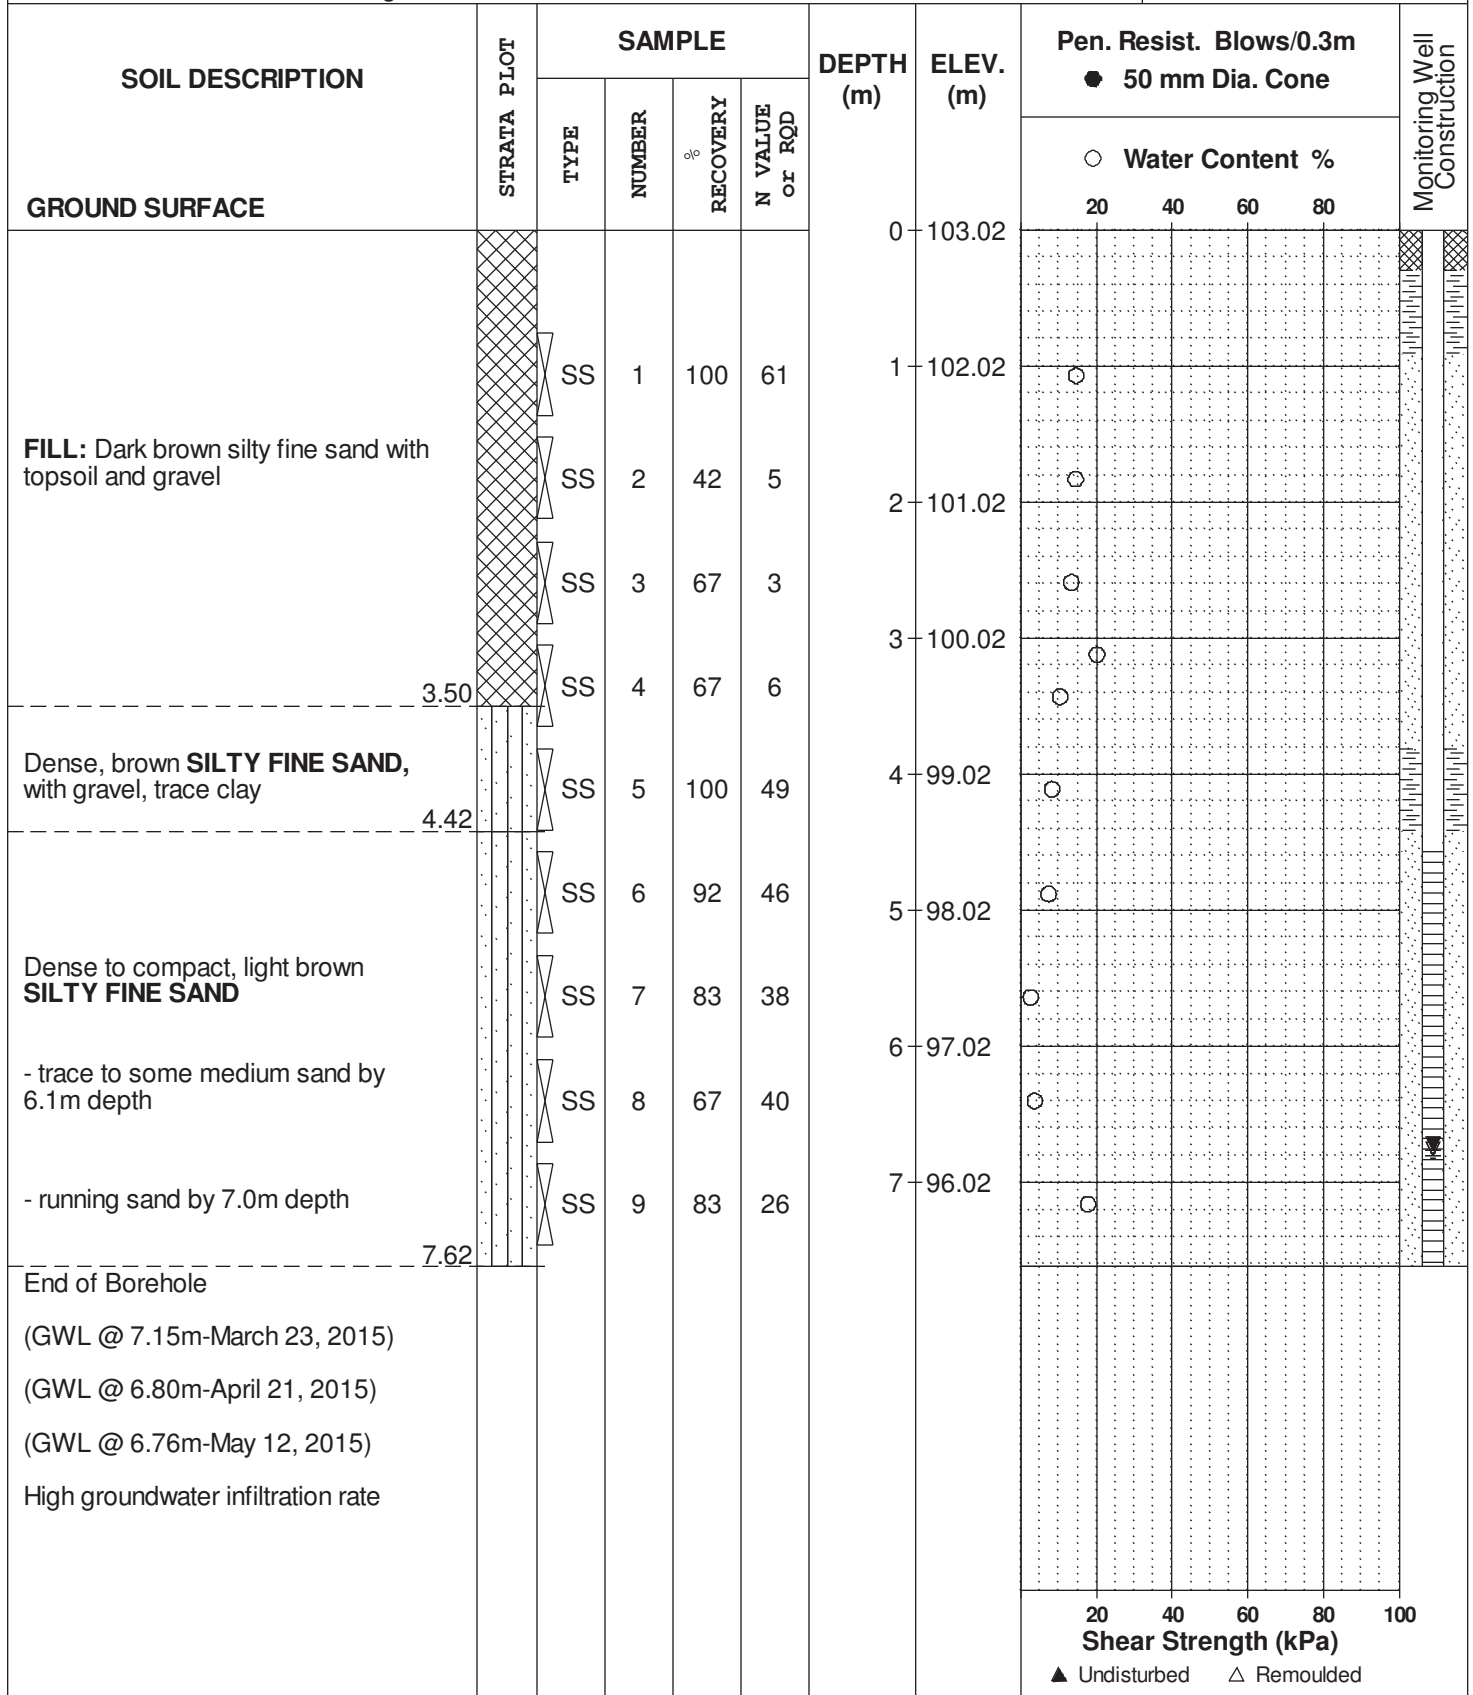 SOIL DESCRIPTION
GROUND SURFACE
STRATA PLOT
SAMPLE
TYPE
NUMBER
%
RECOVERY
N VALUE
or RQD
DEPTH
(m)
ELEV.
(m)
Pen. Resist. Blows/0.3m
● 50 mm Dia. Cone
○ Water Content %
20 40 60 80
Monitoring Well
Construction
0 103.02
1 102.02
SS 1 100 61
FILL: Dark brown silty fine sand with
topsoil and gravel
SS 2 42 5
2 101.02
SS 3 67 3
3 100.02
SS 4 67 6
3.50
Dense, brown SILTY FINE SAND,
with gravel, trace clay
4 99.02
SS 5 100 49
4.42
SS 6 92 46
5 98.02
Dense to compact, light brown
SILTY FINE SAND
SS 7 83 38
6 97.02
- trace to some medium sand by
6.1m depth
SS 8 67 40
7 96.02
- running sand by 7.0m depth
SS 9 83 26
7.62
End of Borehole
(GWL @ 7.15m-March 23, 2015)
(GWL @ 6.80m-April 21, 2015)
(GWL @ 6.76m-May 12, 2015)
High groundwater infiltration rate
20 40 60 80 100
Shear Strength (kPa)
▲ Undisturbed △ Remoulded